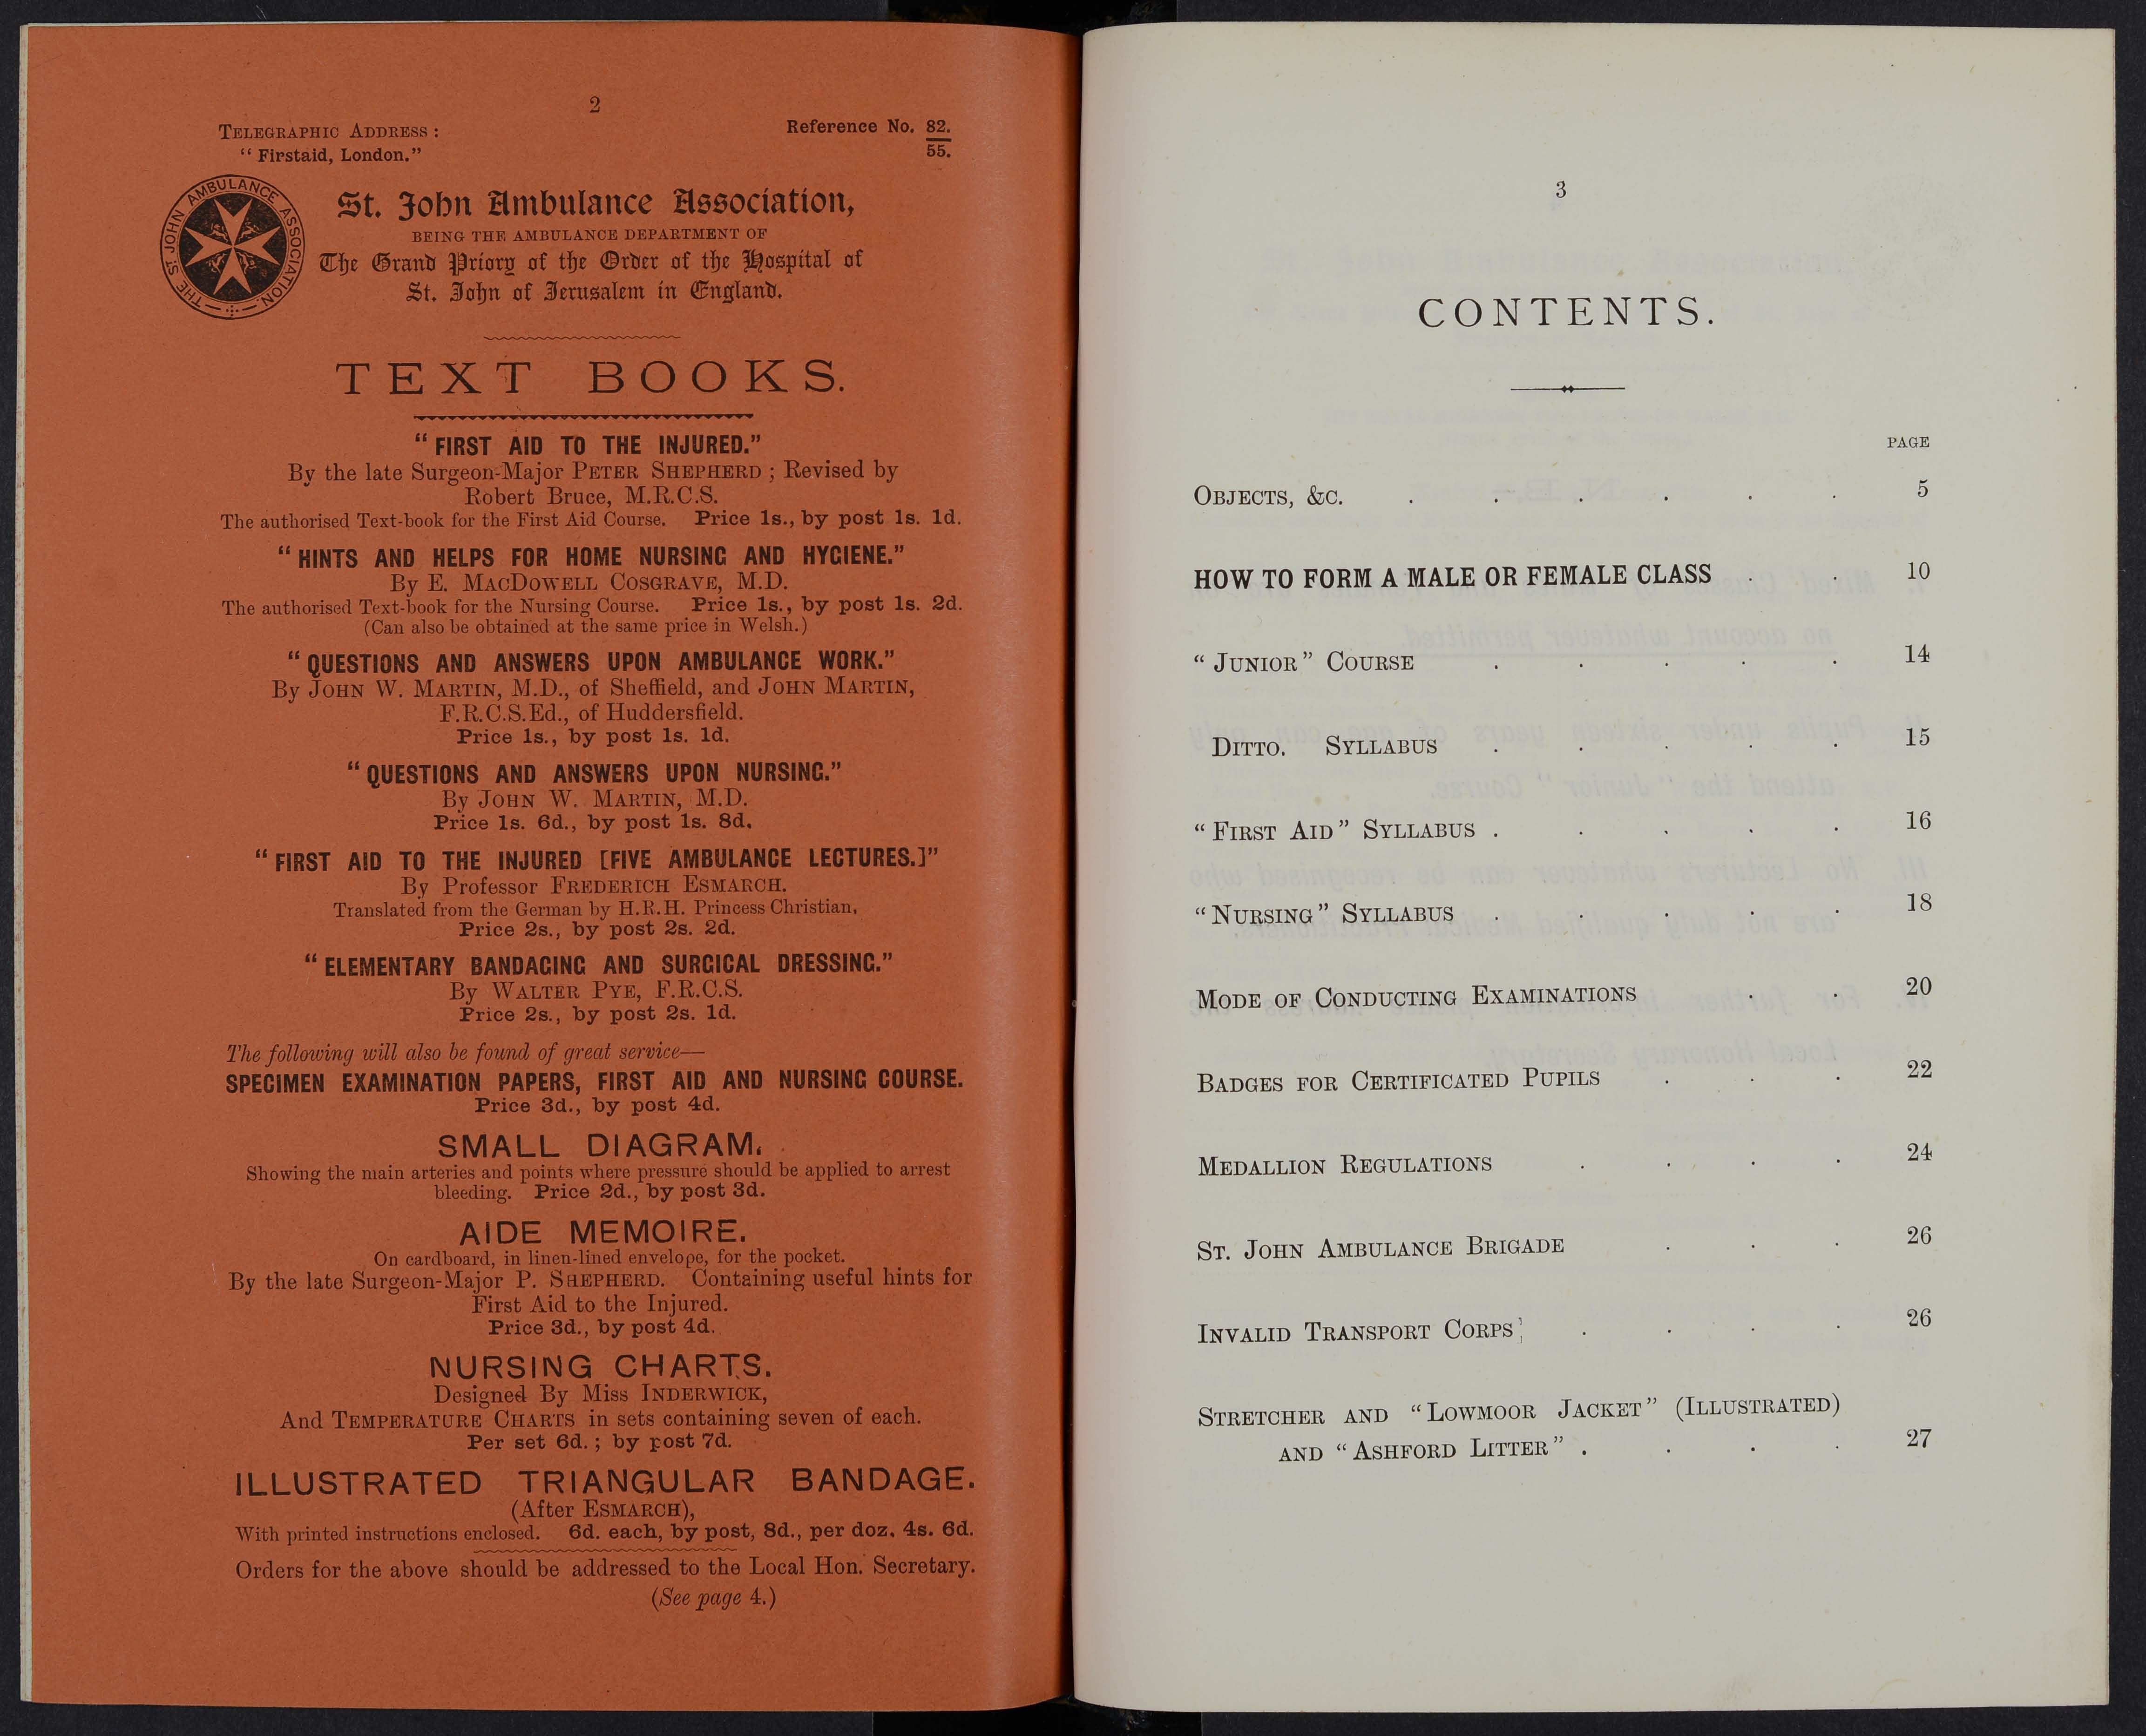 2
TELEGRAPHIC ADDRESS :
"Firstaid, London."
Reference No. 82.
55.
THE ST JOHN AMBULANCE ASSOCIATION.
St. John Ambulance Association,
BEING THE AMBULANCE DEPARTMENT OF
The Grand Priory of the Order of the Hospital of
St. John of Jerusalem in England.
TEXT BOOKS.
"FIRST AID TO THE INJURED."
By the late Surgeon-Major PETER SHEPHERD ; Revised by
Robert Bruce, M.R.C.S.
The authorised Text-book for the First Aid Course. Price 1s., by post 1s. 1d.
"HINTS AND HELPS FOR HOME NURSING AND HYGIENE."
By E. MACDOWELL COSGRAVE, M.D.
The authorised Text-book for the Nursing Course. Price 1s., by post 1s. 2d.
(Can also be obtained at the same price in Welsh.)
"QUESTIONS AND ANSWERS UPON AMBULANCE WORK."
By JOHN W. MARTIN, M.D., of Sheffield, and JOHN MARTIN,
F.R.C.S.Ed., of Huddersfield.
Price 1s., by post 1s. 1d.
"QUESTIONS AND ANSWERS UPON NURSING."
By JOHN W. MARTIN, M.D.
Price 1s. 6d., by post 1s. 8d.
"FIRST AID TO THE INJURED [FIVE AMBULANCE LECTURES.]"
By Professor FREDERICH ESMARCH.
Translated from the German by H.R.H. Princess Christian.
Price 2s., by post 2s. 2d.
"ELEMENTARY BANDAGING AND SURGICAL DRESSING."
By WALTER PYE, F.R.C.S.
Price 2s., by post 2s. 1d.
The following will also be found of great service—
SPECIMEN EXAMINATION PAPERS, FIRST AID AND NURSING COURSE.
Price 3d., by post 4d.
SMALL DIAGRAM.
Showing the main arteries and points where pressure should be applied to arrest
bleeding. Price 2d., by post 3d.
AIDE MEMOIRE.
On cardboard, in linen-lined envelope, for the pocket.
By the late Surgeon-Major P. SHEPHERD. Containing useful hints for
First Aid to the Injured.
Price 3d., by post 4d.
NURSING CHARTS.
Designed By Miss INDERWICK,
And TEMPERATURE CHARTS in sets containing seven of each.
Per set 6d. ; by post 7d.
ILLUSTRATED TRIANGULAR BANDAGE.
(After ESMARCH),
With printed instructions enclosed. 6d. each, by post, 8d., per doz. 4s. 6d.
Orders for the above should be addressed to the Local Hon. Secretary.
(See page 4.)
3
CONTENTS.
PAGE
OBJECTS, &C. . . . . . . 5
HOW TO FORM A MALE OR FEMALE CLASS . . 10
"JUNIOR" COURSE . . . . . 14
DITTO. SYLLABUS . . . . . 15
"FIRST AID" SYLLABUS . . . . . 16
"NURSING" SYLLABUS . . . . . 18
MODE OF CONDUCTING EXAMINATIONS . . 20
BADGES FOR CERTIFICATED PUPILS . . . 22
MEDALLION REGULATIONS . . . . 24
ST. JOHN AMBULANCE BRIGADE . . . 26
INVALID TRANSPORT CORPS . . . . 26
STRETCHER AND "LOWMOOR JACKET" (ILLUSTRATED)
AND "ASHFORD LITTER" . . . . 27